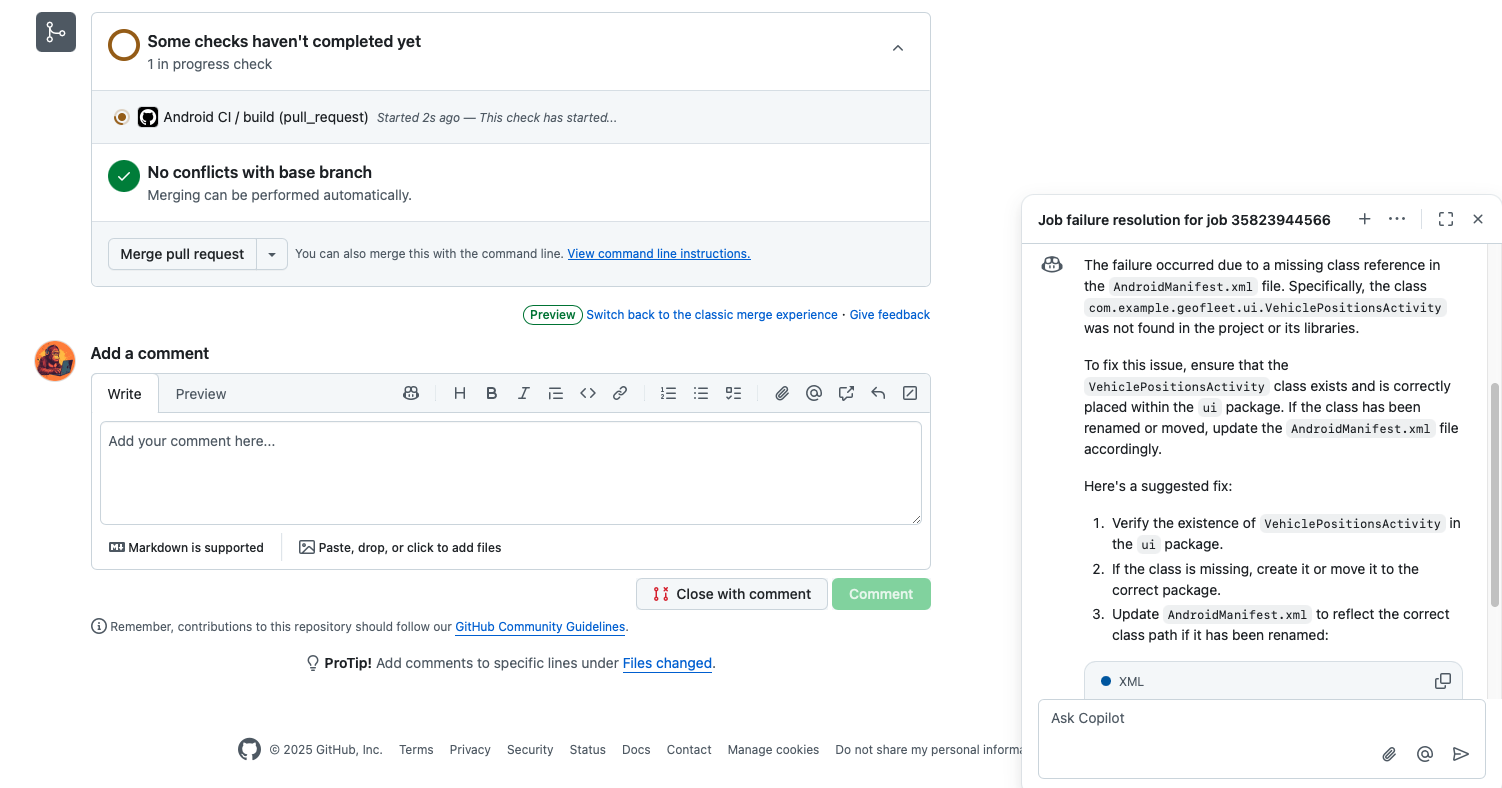 Some checks haven't completed yet
1 in progress check
Android CI / build (pull_request) Started 2s ago — This check has started...
No conflicts with base branch
Merging can be performed automatically.
Merge pull request
You can also merge this with the command line. View command line instructions.
Preview Switch back to the classic merge experience · Give feedback
Add a comment
Write
Preview
Add your comment here...
Markdown is supported
Paste, drop, or click to add files
Close with comment
Comment
Remember, contributions to this repository should follow our GitHub Community Guidelines.
ProTip! Add comments to specific lines under Files changed.
© 2025 GitHub, Inc. Terms Privacy Security Status Docs Contact Manage cookies Do not share my personal informa
Job failure resolution for job 35823944566
The failure occurred due to a missing class reference in
the AndroidManifest.xml file. Specifically, the class
com.example.geofleet.ui.VehiclePositionsActivity
was not found in the project or its libraries.
To fix this issue, ensure that the
VehiclePositionsActivity class exists and is correctly
placed within the ui package. If the class has been
renamed or moved, update the AndroidManifest.xml file
accordingly.
Here's a suggested fix:
1. Verify the existence of VehiclePositionsActivity in
the ui package.
2. If the class is missing, create it or move it to the
correct package.
3. Update AndroidManifest.xml to reflect the correct
class path if it has been renamed:
XML
Ask Copilot